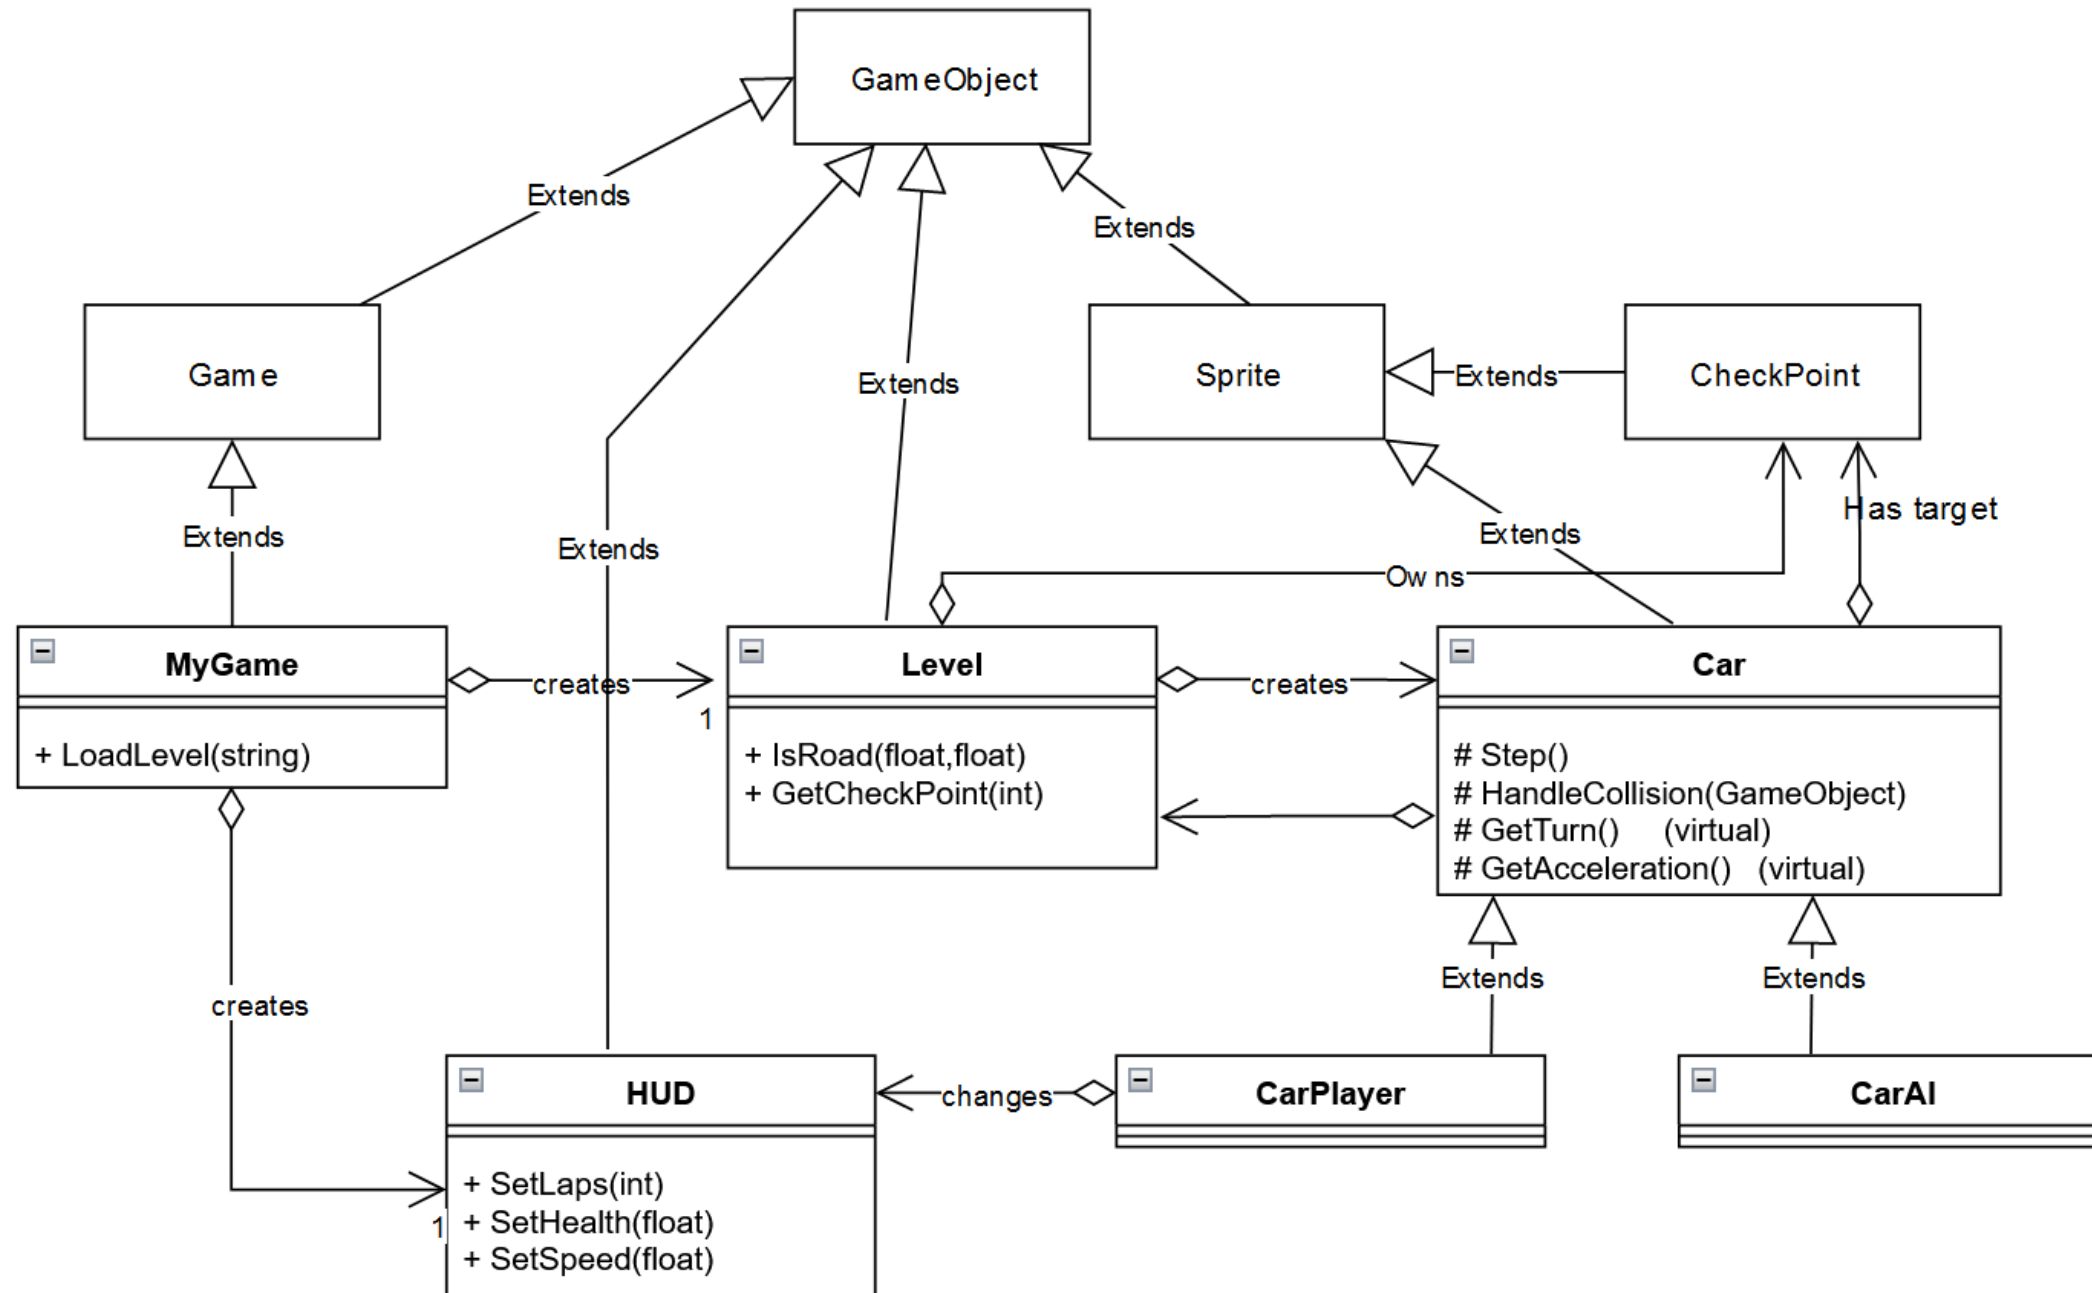 GameObject
Extends
Extends
Game
Extends
Sprite
Extends
CheckPoint
Has target
Extends
Extends
Extends
Owns
MyGame
creates
1
Level
creates
Car
+ LoadLevel(string)
+ IsRoad(float,float)
+ GetCheckPoint(int)
# Step()
# HandleCollision(GameObject)
# GetTurn() (virtual)
# GetAcceleration() (virtual)
Extends
Extends
creates
HUD
changes
CarPlayer
CarAI
1
+ SetLaps(int)
+ SetHealth(float)
+ SetSpeed(float)